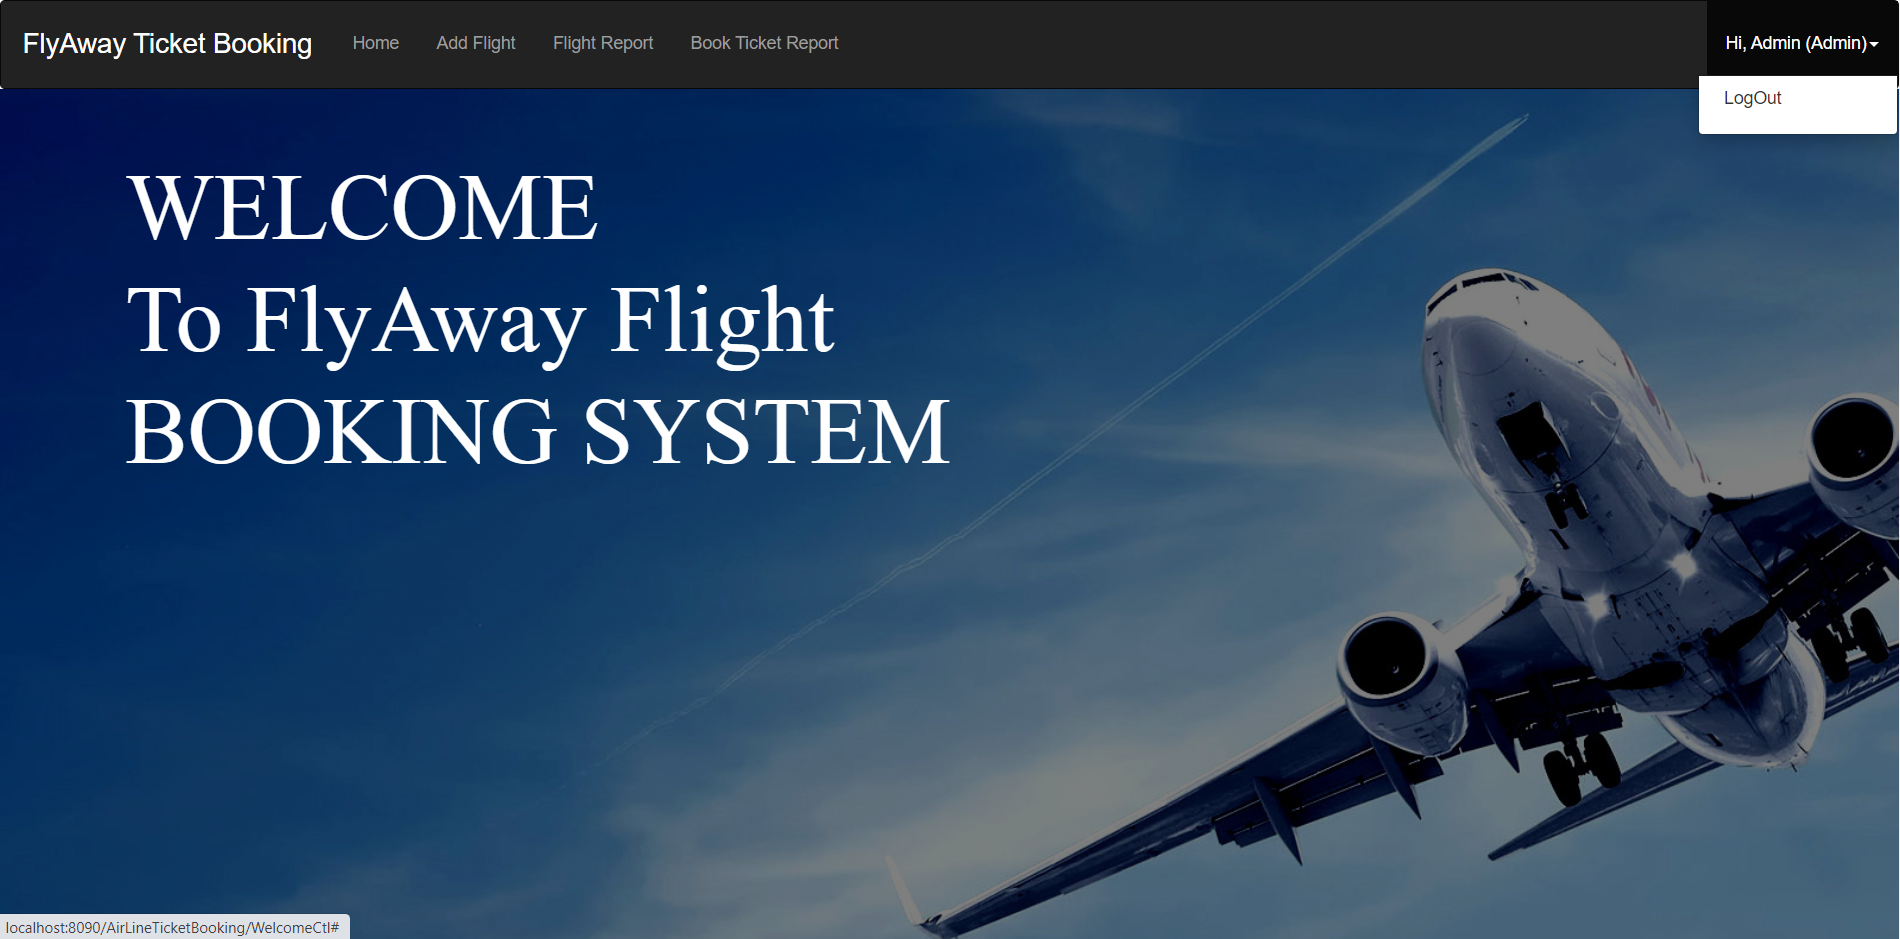 FlyAway Ticket Booking Home Add Flight Flight Report Book Ticket Report Hi, Admin (Admin)
LogOut
WELCOME
To FlyAway Flight
BOOKING SYSTEM
localhost:8090/AirLineTicketBooking/WelcomeCtl#